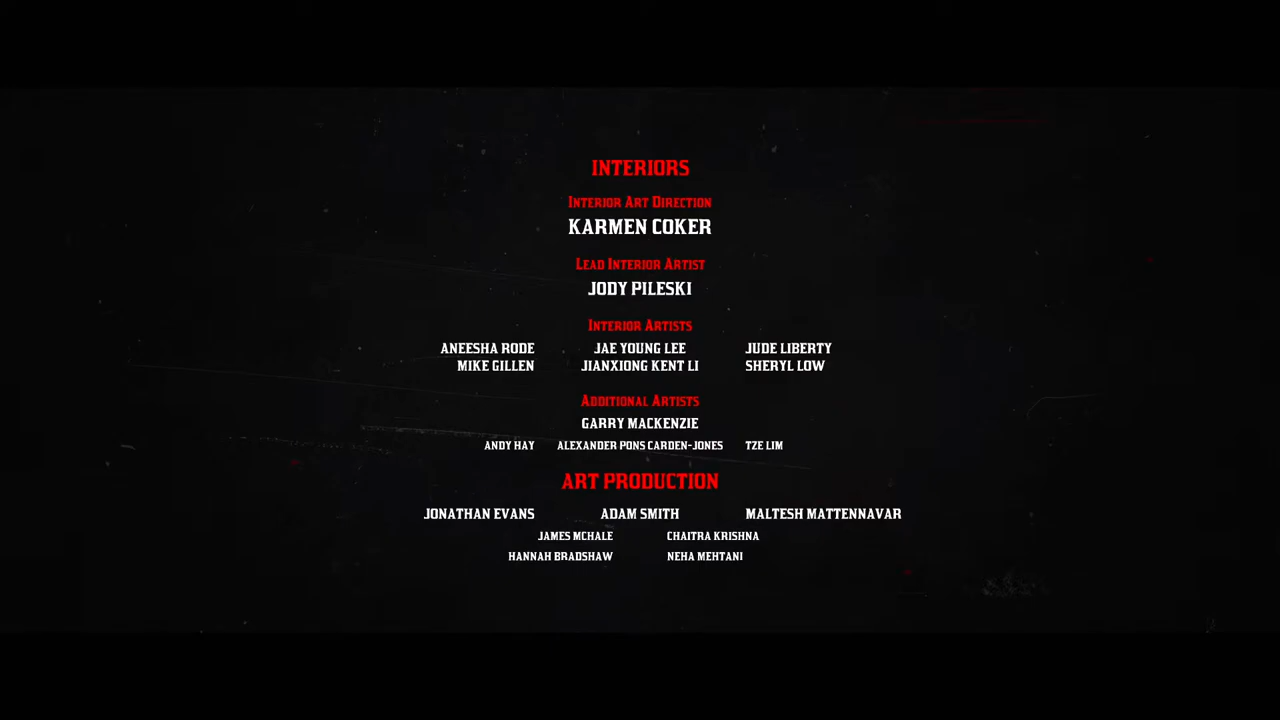 INTERIORS
INTERIOR ART DIRECTION
KARMEN COKER
LEAD INTERIOR ARTIST
JODY PILESKI
INTERIOR ARTISTS
ANEESHA RODE JAE YOUNG LEE JUDE LIBERTY
MIKE GILLEN JIANXIONG KENT LI SHERYL LOW
ADDITIONAL ARTISTS
GARRY MACKENZIE
ANDY HAY ALEXANDER PONS CARDEN-JONES TZE LIM
ART PRODUCTION
JONATHAN EVANS ADAM SMITH MALTESH MATTENNAVAR
JAMES MCHALE CHAITRA KRISHNA
HANNAH BRADSHAW NEHA MEHTANI